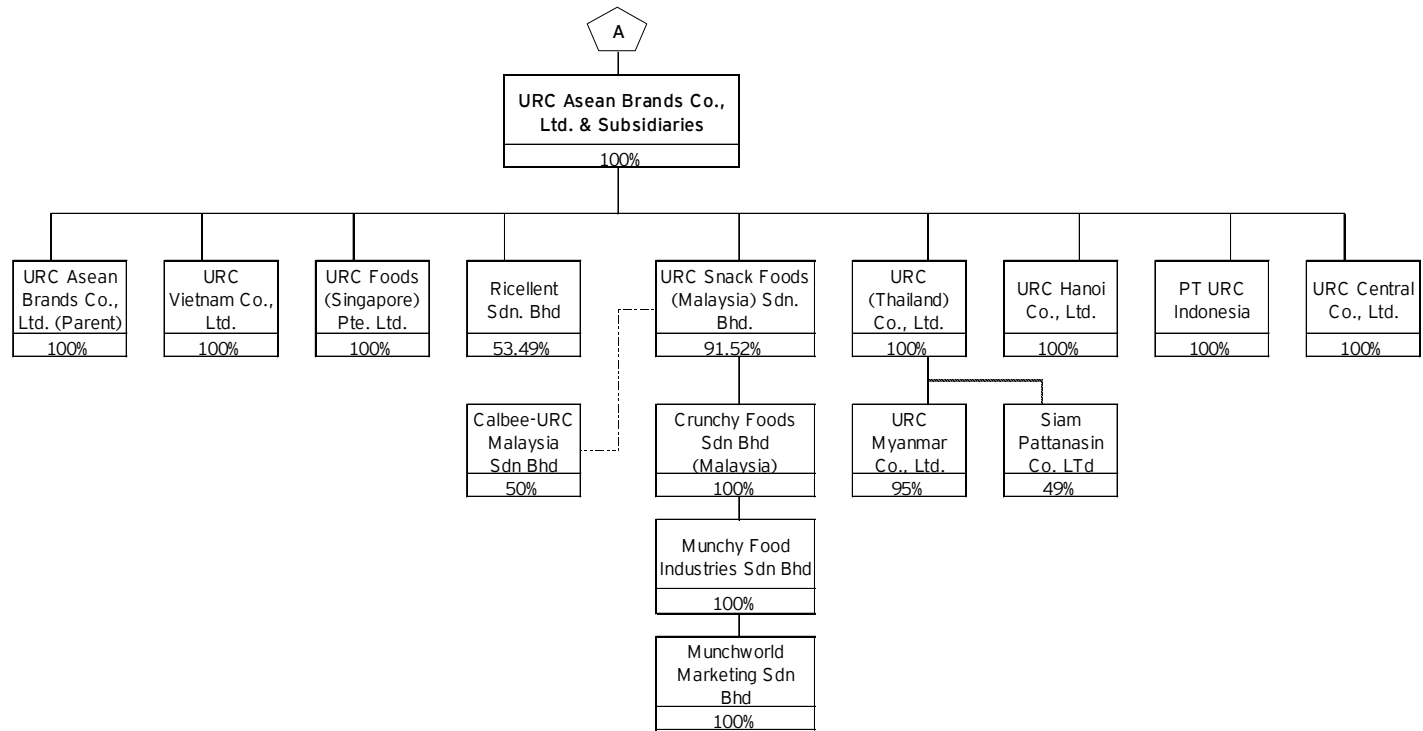 A
URC Asean Brands Co.,
Ltd. & Subsidiaries
100%
URC Asean
Brands Co.,
Ltd. (Parent)
100%
URC
Vietnam Co.,
Ltd.
100%
URC Foods
(Singapore)
Pte. Ltd.
100%
Ricellent
Sdn. Bhd
53.49%
URC Snack Foods
(Malaysia) Sdn.
Bhd.
91.52%
URC
(Thailand)
Co., Ltd.
100%
URC Hanoi
Co., Ltd.
100%
PT URC
Indonesia
100%
URC Central
Co., Ltd.
100%
Calbee-URC
Malaysia
Sdn Bhd
50%
Crunchy Foods
Sdn Bhd
(Malaysia)
100%
URC
Myanmar
Co., Ltd.
95%
Siam
Pattanasin
Co. LTd
49%
Munchy Food
Industries Sdn Bhd
100%
Munchworld
Marketing Sdn
Bhd
100%